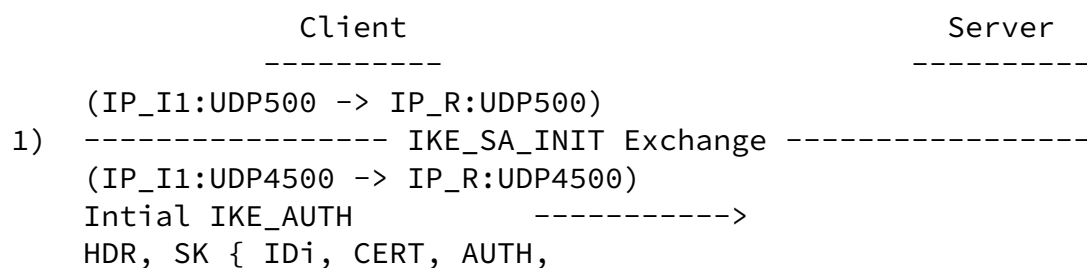 Client Server
---------- ----------
(IP_I1:UDP500 -> IP_R:UDP500)
1) ----------------- IKE_SA_INIT Exchange -----------------
(IP_I1:UDP4500 -> IP_R:UDP4500)
Intial IKE_AUTH ----------->
HDR, SK { IDi, CERT, AUTH,